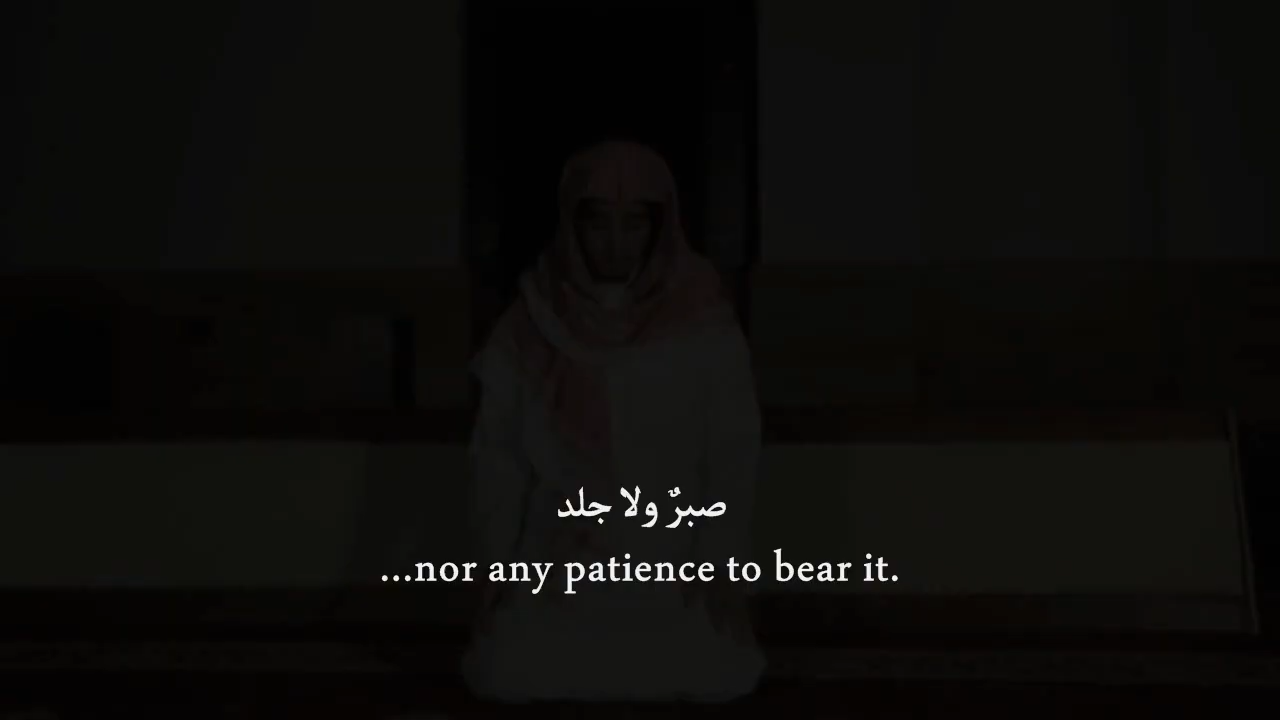 صبرٌ ولا جلد
...nor any patience to bear it.